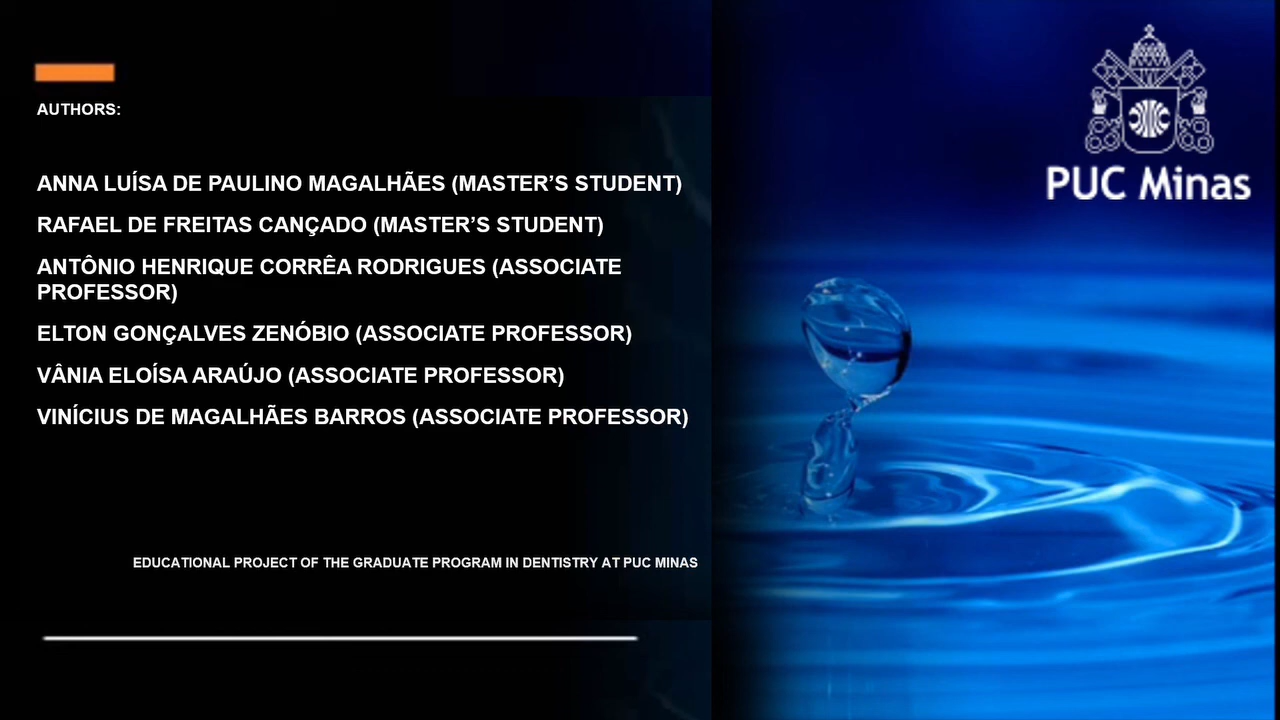 AUTHORS:
ANNA LUÍSA DE PAULINO MAGALHÃES (MASTER’S STUDENT)
RAFAEL DE FREITAS CANÇADO (MASTER’S STUDENT)
ANTÔNIO HENRIQUE CORRÊA RODRIGUES (ASSOCIATE
PROFESSOR)
ELTON GONÇALVES ZENÓBIO (ASSOCIATE PROFESSOR)
VÂNIA ELOÍSA ARAÚJO (ASSOCIATE PROFESSOR)
VINÍCIUS DE MAGALHÃES BARROS (ASSOCIATE PROFESSOR)
EDUCATIONAL PROJECT OF THE GRADUATE PROGRAM IN DENTISTRY AT PUC MINAS
PUC Minas